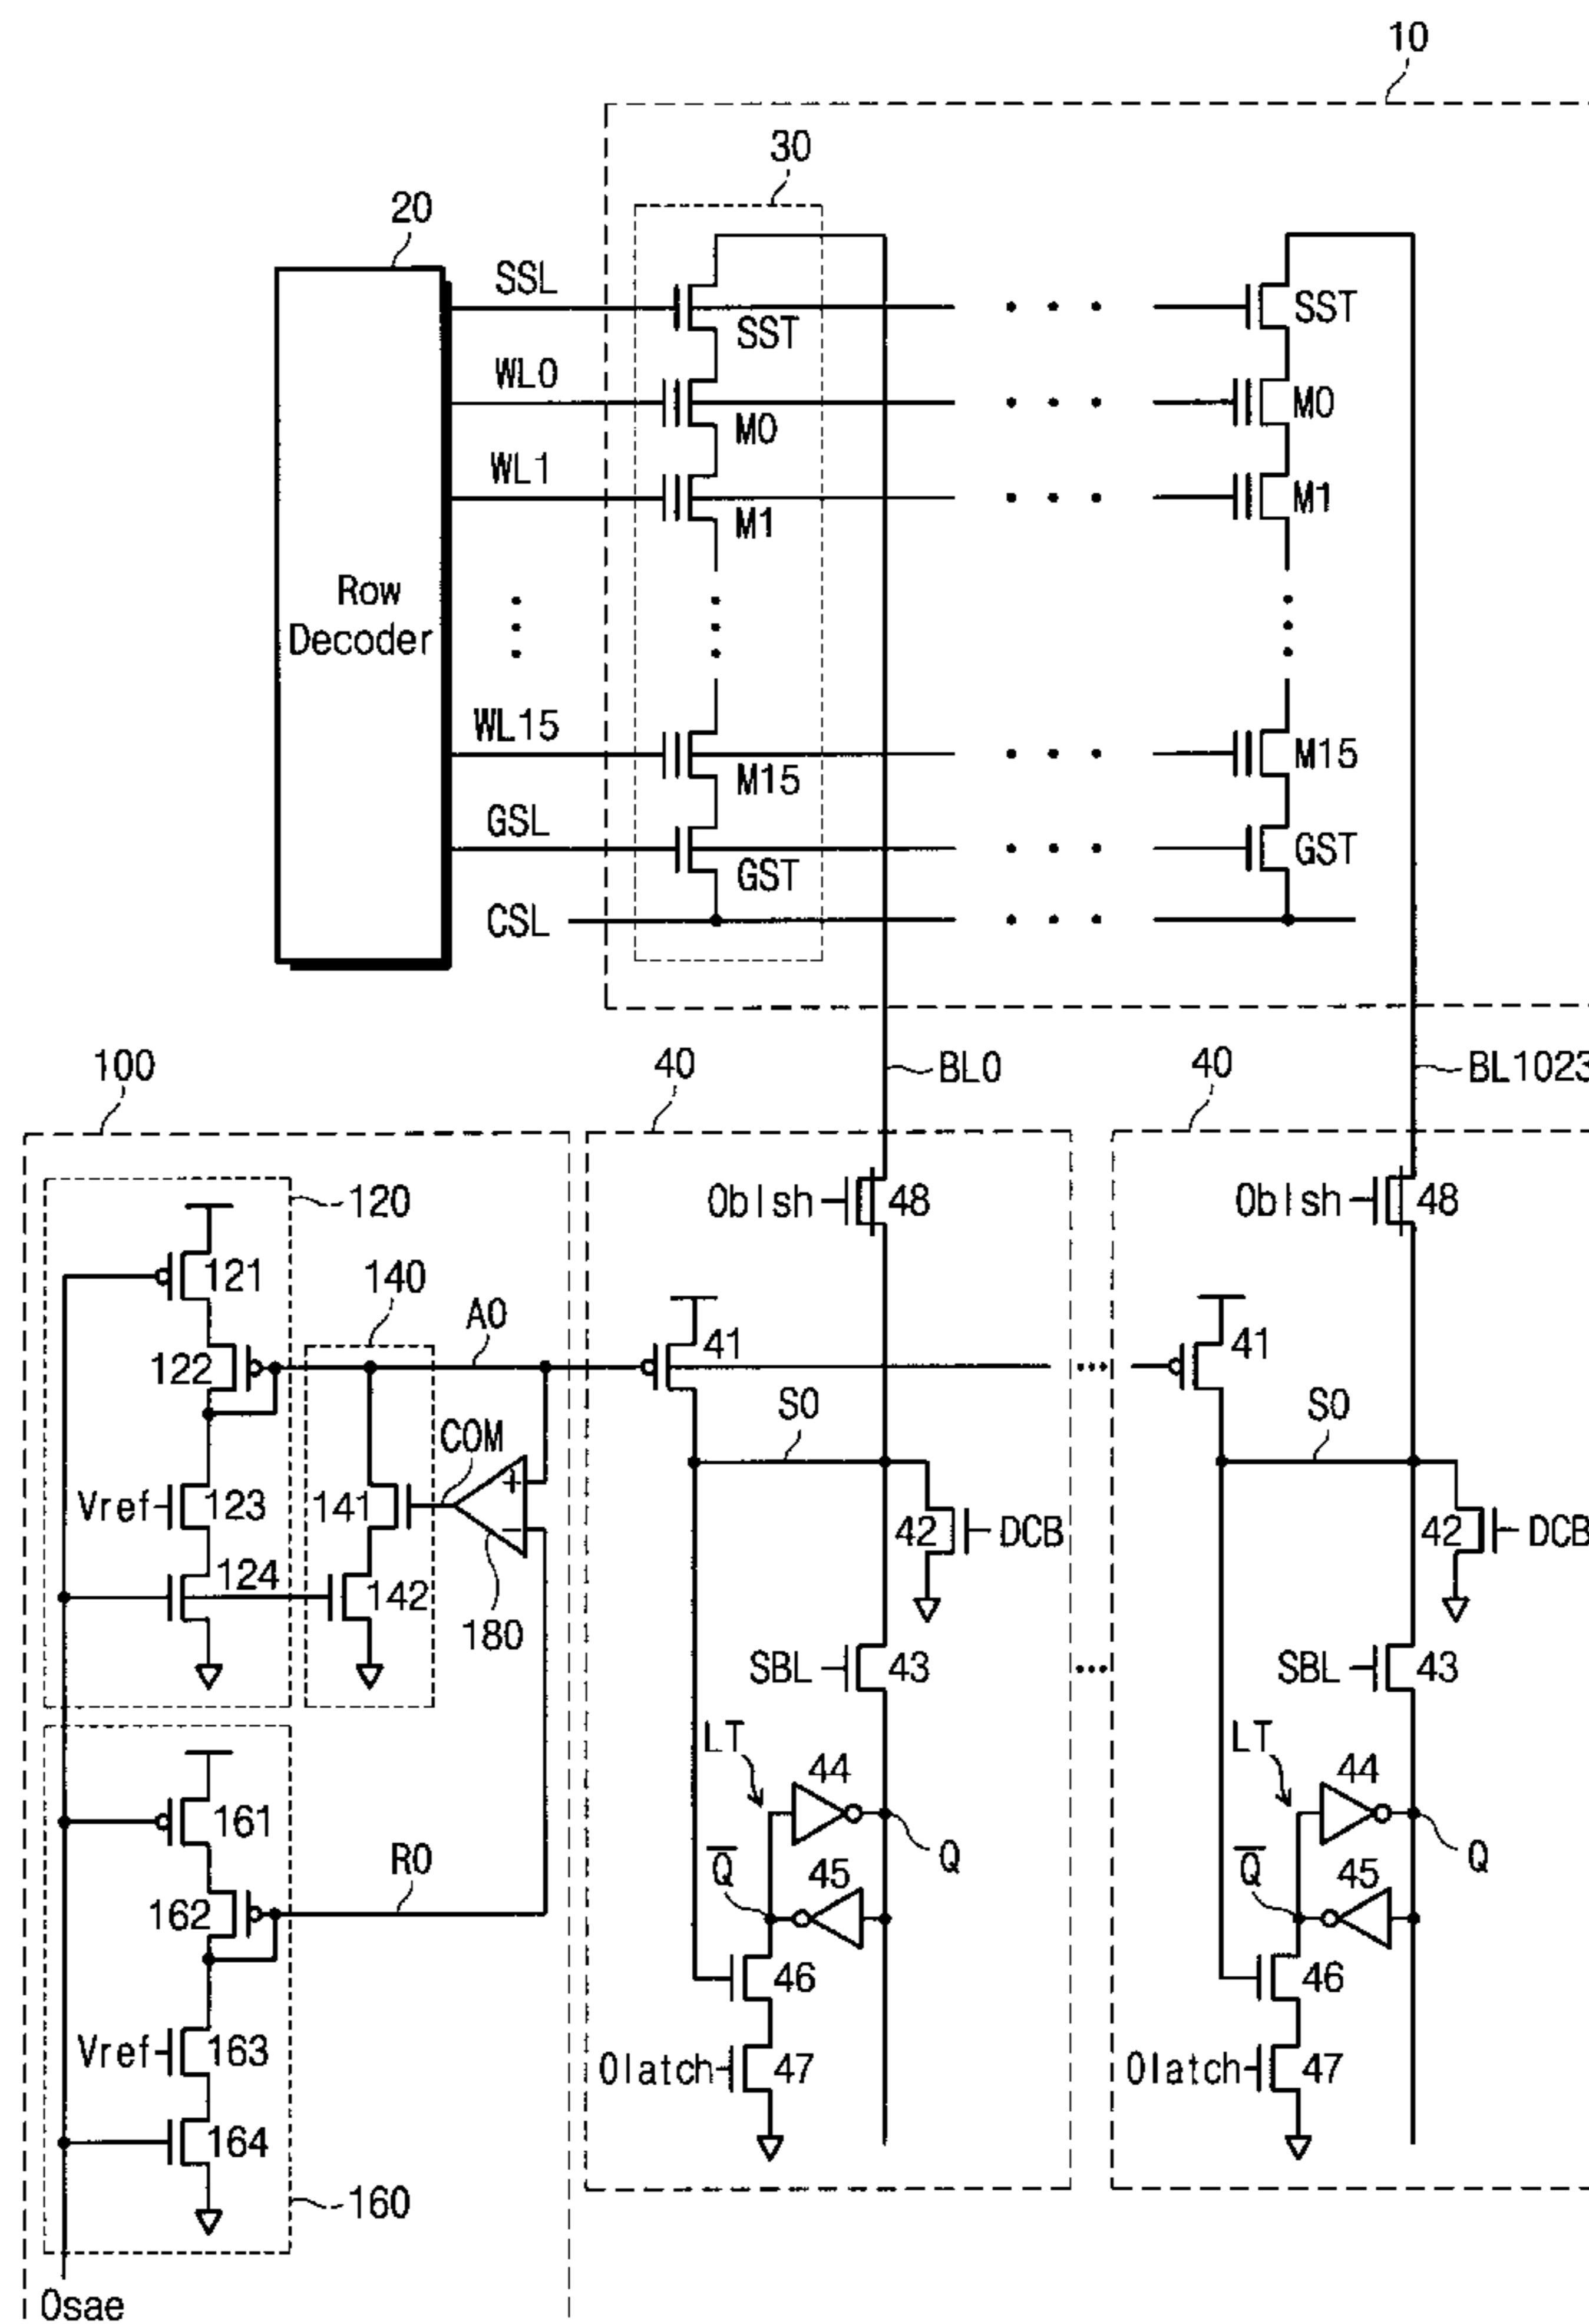 10
30
20
SSL
SST
SST
WL0
M0
M0
WL1
M1
M1
Row
Decoder
WL15
M15
M15
GSL
GST
GST
CSL
100
40
BL0
40
BL1023
120
Oblsh
48
Oblsh
48
121
140
A0
41
41
122
S0
S0
COM
Vref
123
141
+
−
42
DCB
42
DCB
124
142
180
SBL
43
SBL
43
LT
44
LT
44
161
R0
Q
Q
162
Q̅
45
Q̅
45
46
46
Vref
163
Olatch
47
Olatch
47
164
160
Osae